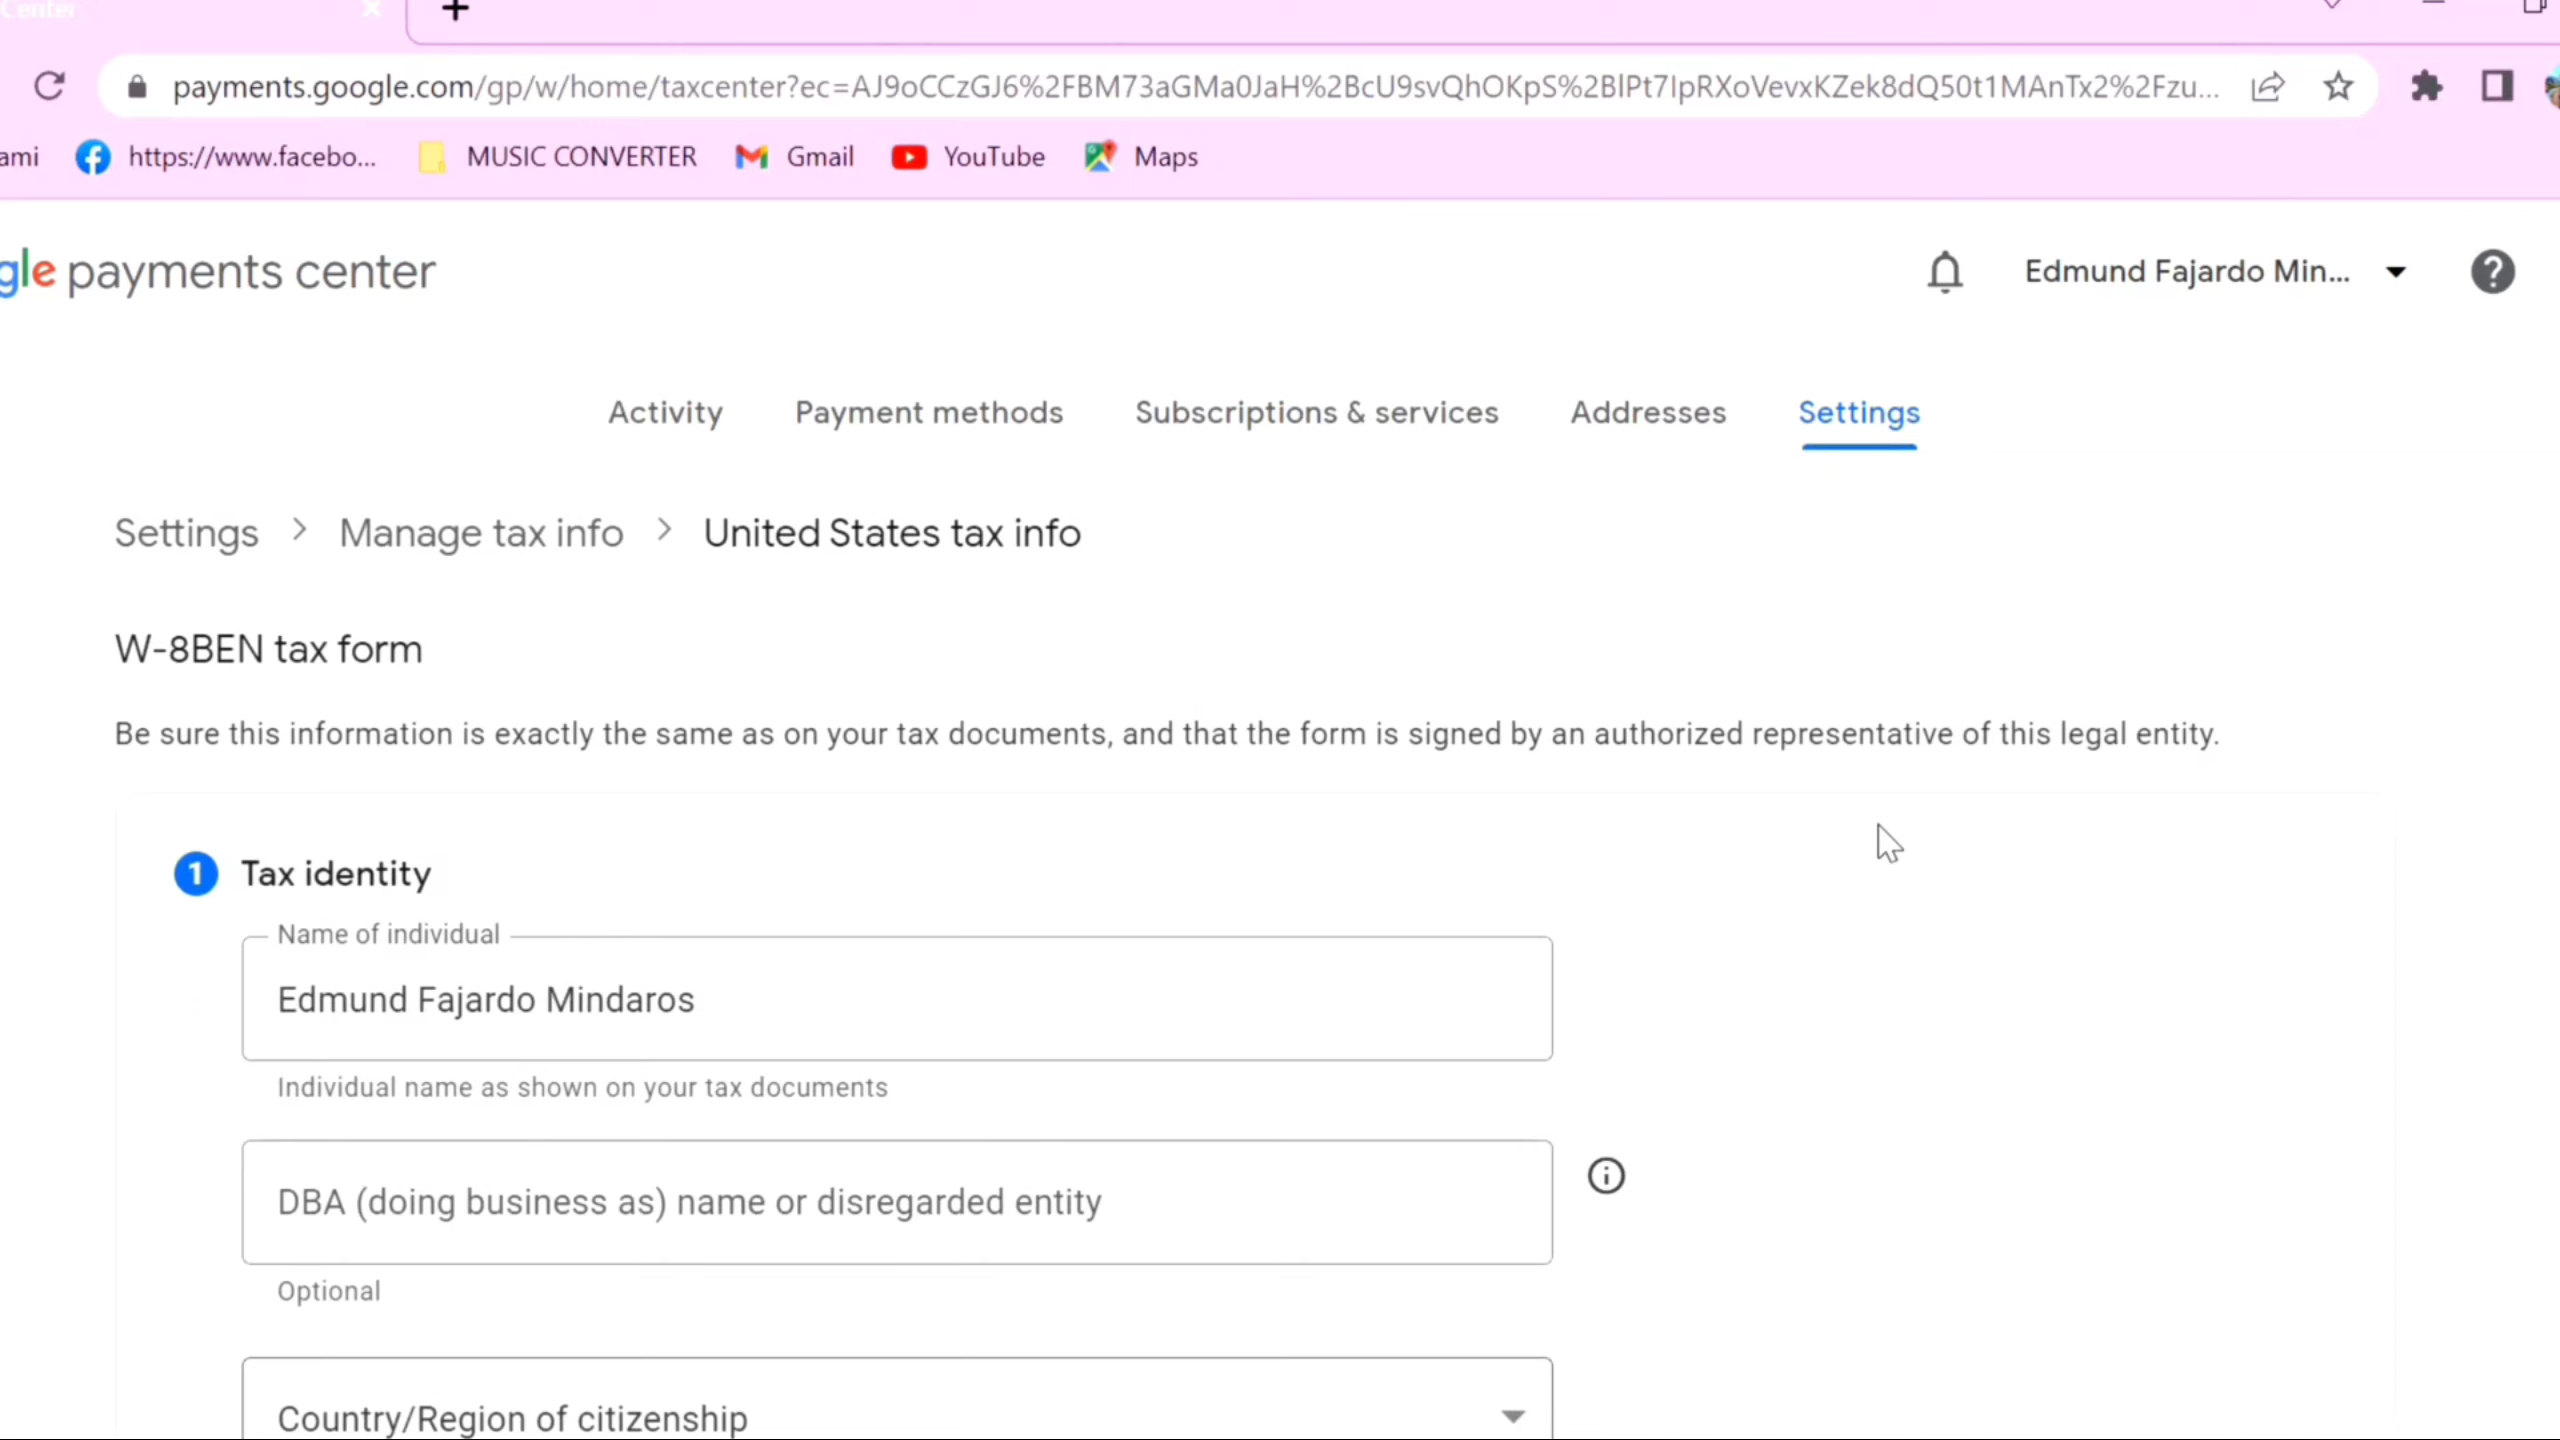 Center
payments.google.com/gp/w/home/taxcenter?ec=AJ9oCCzGJ6%2FBM73aGMa0JaH%2BcU9svQhOKpS%2BlPt7IpRXoVevxKZek8dQ50t1MAnTx2%2Fzu...
ami https://www.facebo... MUSIC CONVERTER Gmail YouTube Maps
gle payments center Edmund Fajardo Min...
Activity Payment methods Subscriptions & services Addresses Settings
Settings > Manage tax info > United States tax info
W-8BEN tax form
Be sure this information is exactly the same as on your tax documents, and that the form is signed by an authorized representative of this legal entity.
1 Tax identity
Name of individual
Edmund Fajardo Mindaros
Individual name as shown on your tax documents
DBA (doing business as) name or disregarded entity
Optional
Country/Region of citizenship